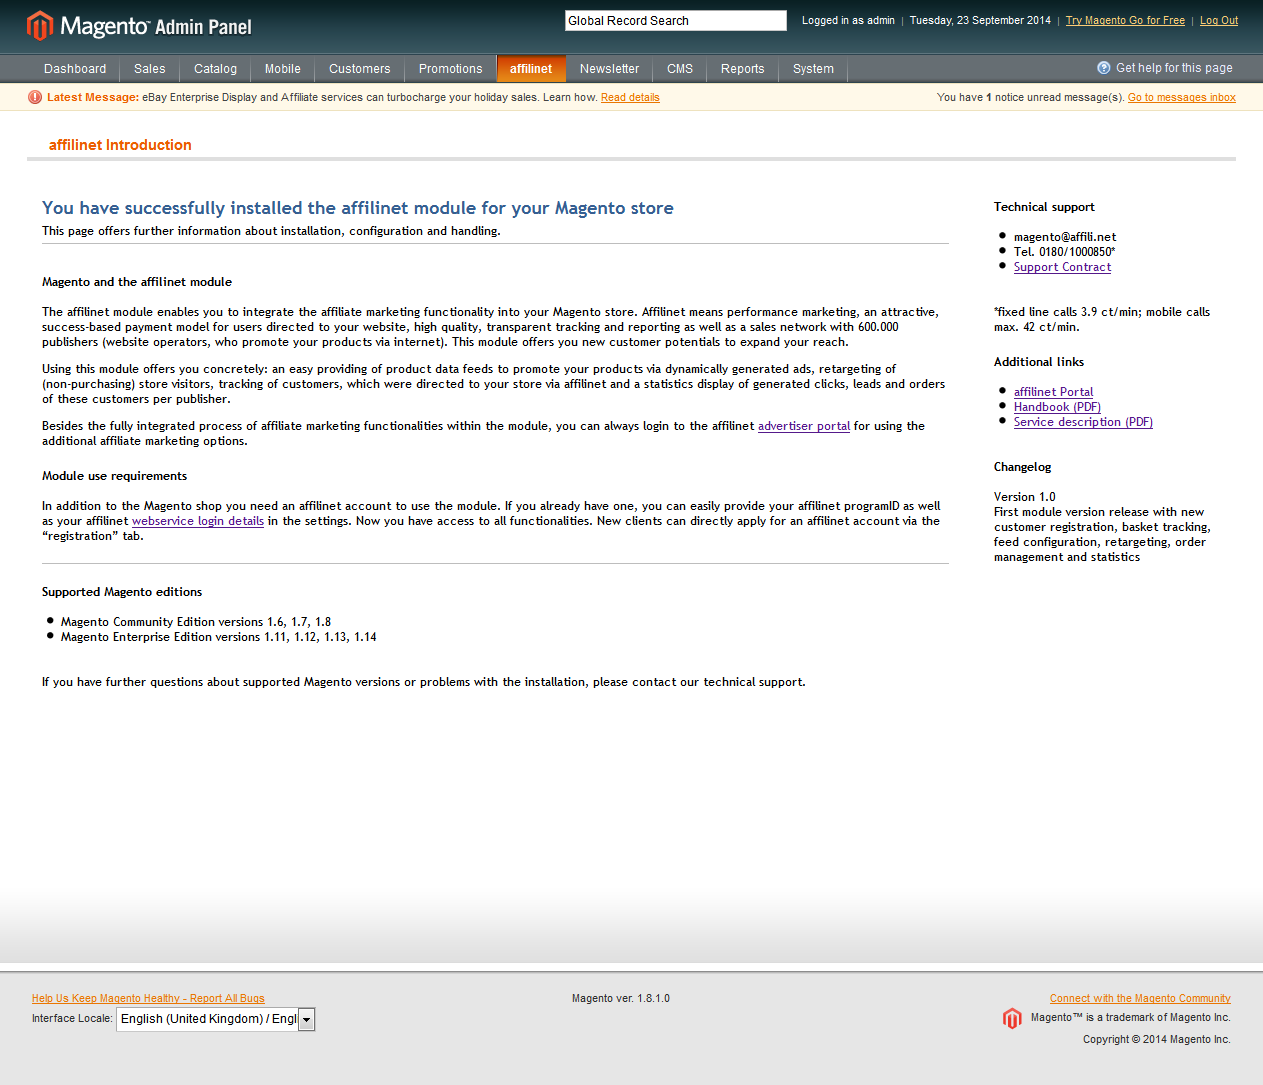 Magento™ Admin Panel
Global Record Search
Logged in as admin | Tuesday, 23 September 2014 | Try Magento Go for Free | Log Out
Dashboard Sales Catalog Mobile Customers Promotions affilinet Newsletter CMS Reports System
Get help for this page
Latest Message: eBay Enterprise Display and Affiliate services can turbocharge your holiday sales. Learn how. Read details
You have 1 notice unread message(s). Go to messages inbox
affilinet Introduction
You have successfully installed the affilinet module for your Magento store
This page offers further information about installation, configuration and handling.
Magento and the affilinet module
The affilinet module enables you to integrate the affiliate marketing functionality into your Magento store. Affilinet means performance marketing, an attractive,
success-based payment model for users directed to your website, high quality, transparent tracking and reporting as well as a sales network with 600.000
publishers (website operators, who promote your products via internet). This module offers you new customer potentials to expand your reach.
Using this module offers you concretely: an easy providing of product data feeds to promote your products via dynamically generated ads, retargeting of
(non-purchasing) store visitors, tracking of customers, which were directed to your store via affilinet and a statistics display of generated clicks, leads and orders
of these customers per publisher.
Besides the fully integrated process of affiliate marketing functionalities within the module, you can always login to the affilinet advertiser portal for using the
additional affiliate marketing options.
Module use requirements
In addition to the Magento shop you need an affilinet account to use the module. If you already have one, you can easily provide your affilinet programID as well
as your affilinet webservice login details in the settings. Now you have access to all functionalities. New clients can directly apply for an affilinet account via the
“registration” tab.
Supported Magento editions
Magento Community Edition versions 1.6, 1.7, 1.8
Magento Enterprise Edition versions 1.11, 1.12, 1.13, 1.14
If you have further questions about supported Magento versions or problems with the installation, please contact our technical support.
Technical support
magento@affili.net
Tel. 0180/1000850*
Support Contract
*fixed line calls 3.9 ct/min; mobile calls
max. 42 ct/min.
Additional links
affilinet Portal
Handbook (PDF)
Service description (PDF)
Changelog
Version 1.0
First module version release with new
customer registration, basket tracking,
feed configuration, retargeting, order
management and statistics
Help Us Keep Magento Healthy - Report All Bugs
Interface Locale: English (United Kingdom) / Engl
Magento ver. 1.8.1.0
Connect with the Magento Community
Magento™ is a trademark of Magento Inc.
Copyright © 2014 Magento Inc.